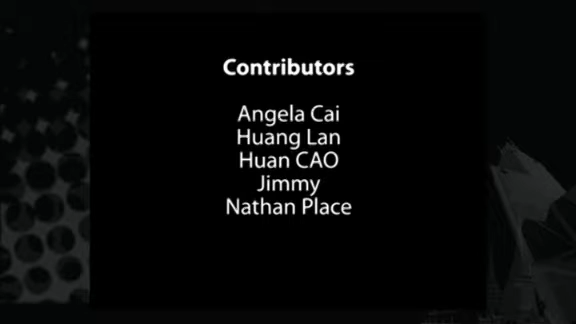 Contributors
Angela Cai
Huang Lan
Huan CAO
Jimmy
Nathan Place